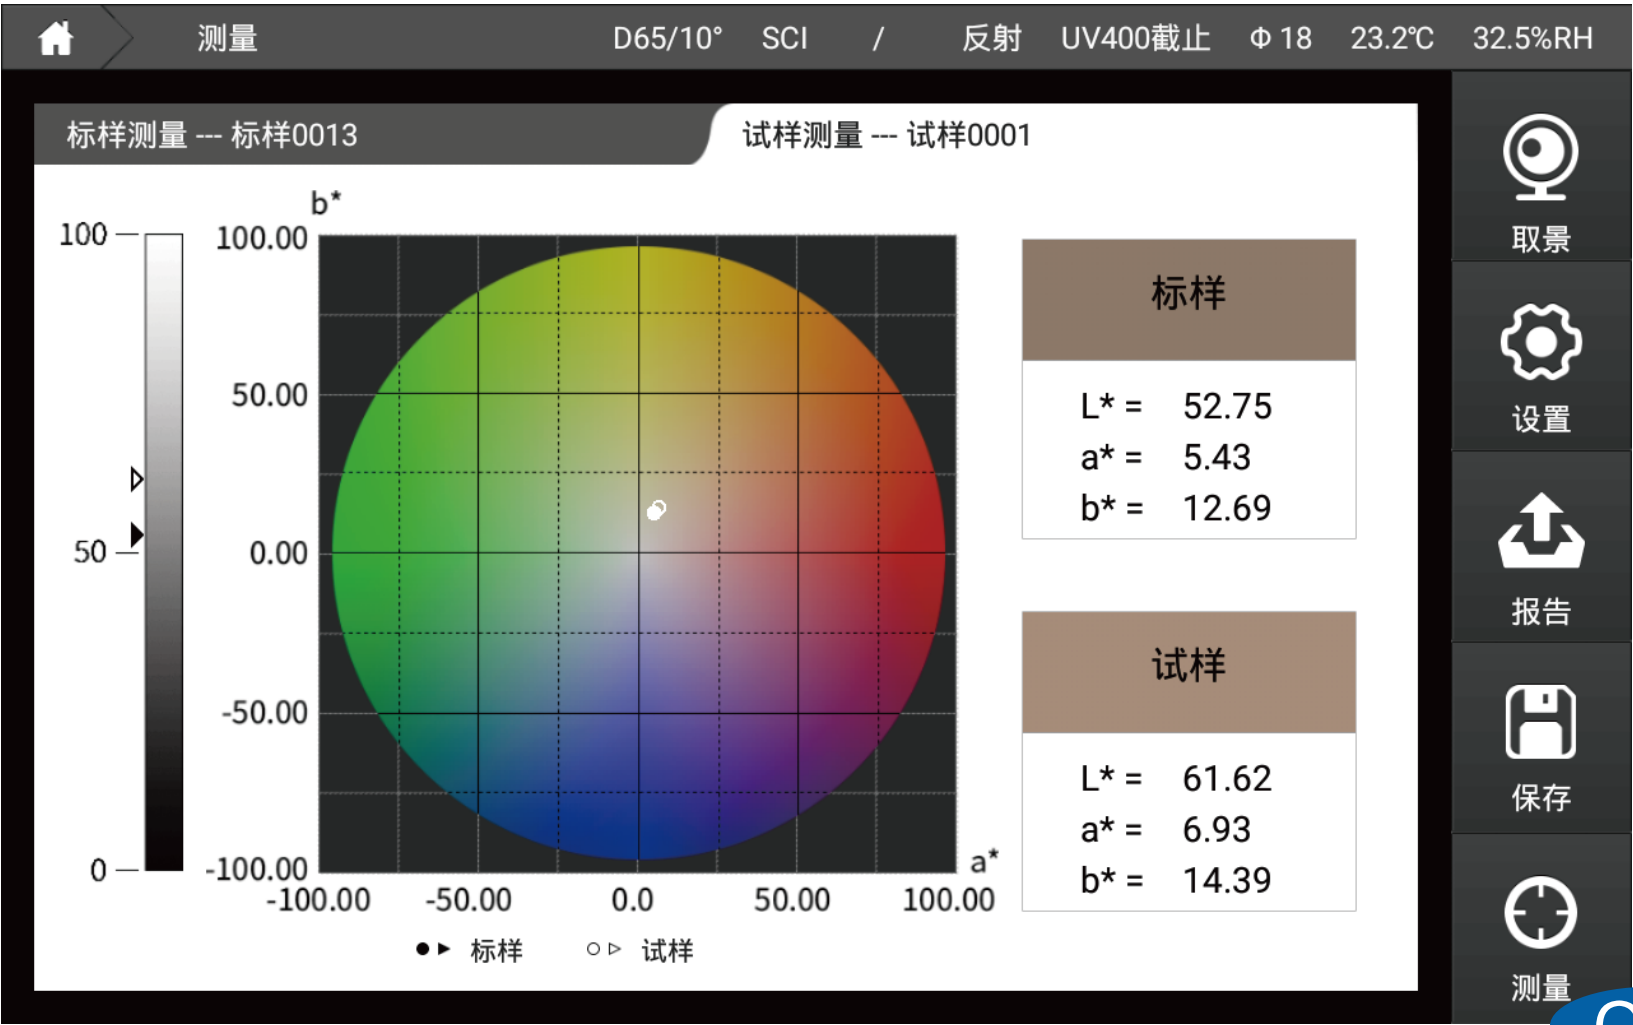 测量 D65/10° SCI / 反射 UV400截止 Φ 18 23.2℃ 32.5%RH
标样测量 --- 标样0013
试样测量 --- 试样0001
b*
100
50
0
100.00
50.00
0.00
-50.00
-100.00
-100.00 -50.00 0.0 50.00 100.00
a*
标样
试样
标样
L* = 52.75
a* = 5.43
b* = 12.69
试样
L* = 61.62
a* = 6.93
b* = 14.39
取景
设置
报告
保存
测量